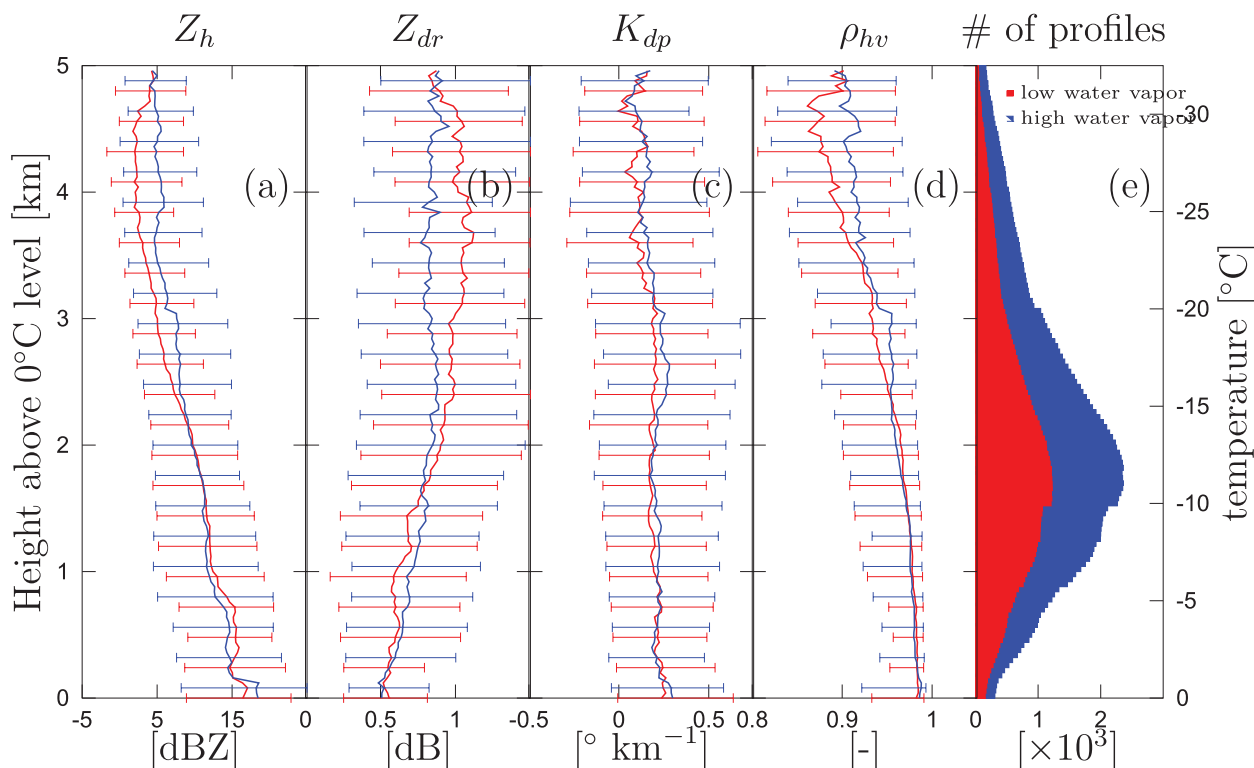 Z_h Z_dr K_dp ρ_hv # of profiles
5 4 3 2 1 0
Height above 0°C level [km]
(a) (b) (c) (d) (e)
low water vapor
high water vapor
-30 -25 -20 -15 -10 -5 0
temperature [°C]
-5 5 15 0 0.5 1 -0.5 0 0.5 0.8 0.9 1 0 1 2
[dBZ] [dB] [° km⁻¹] [-] [×10³]